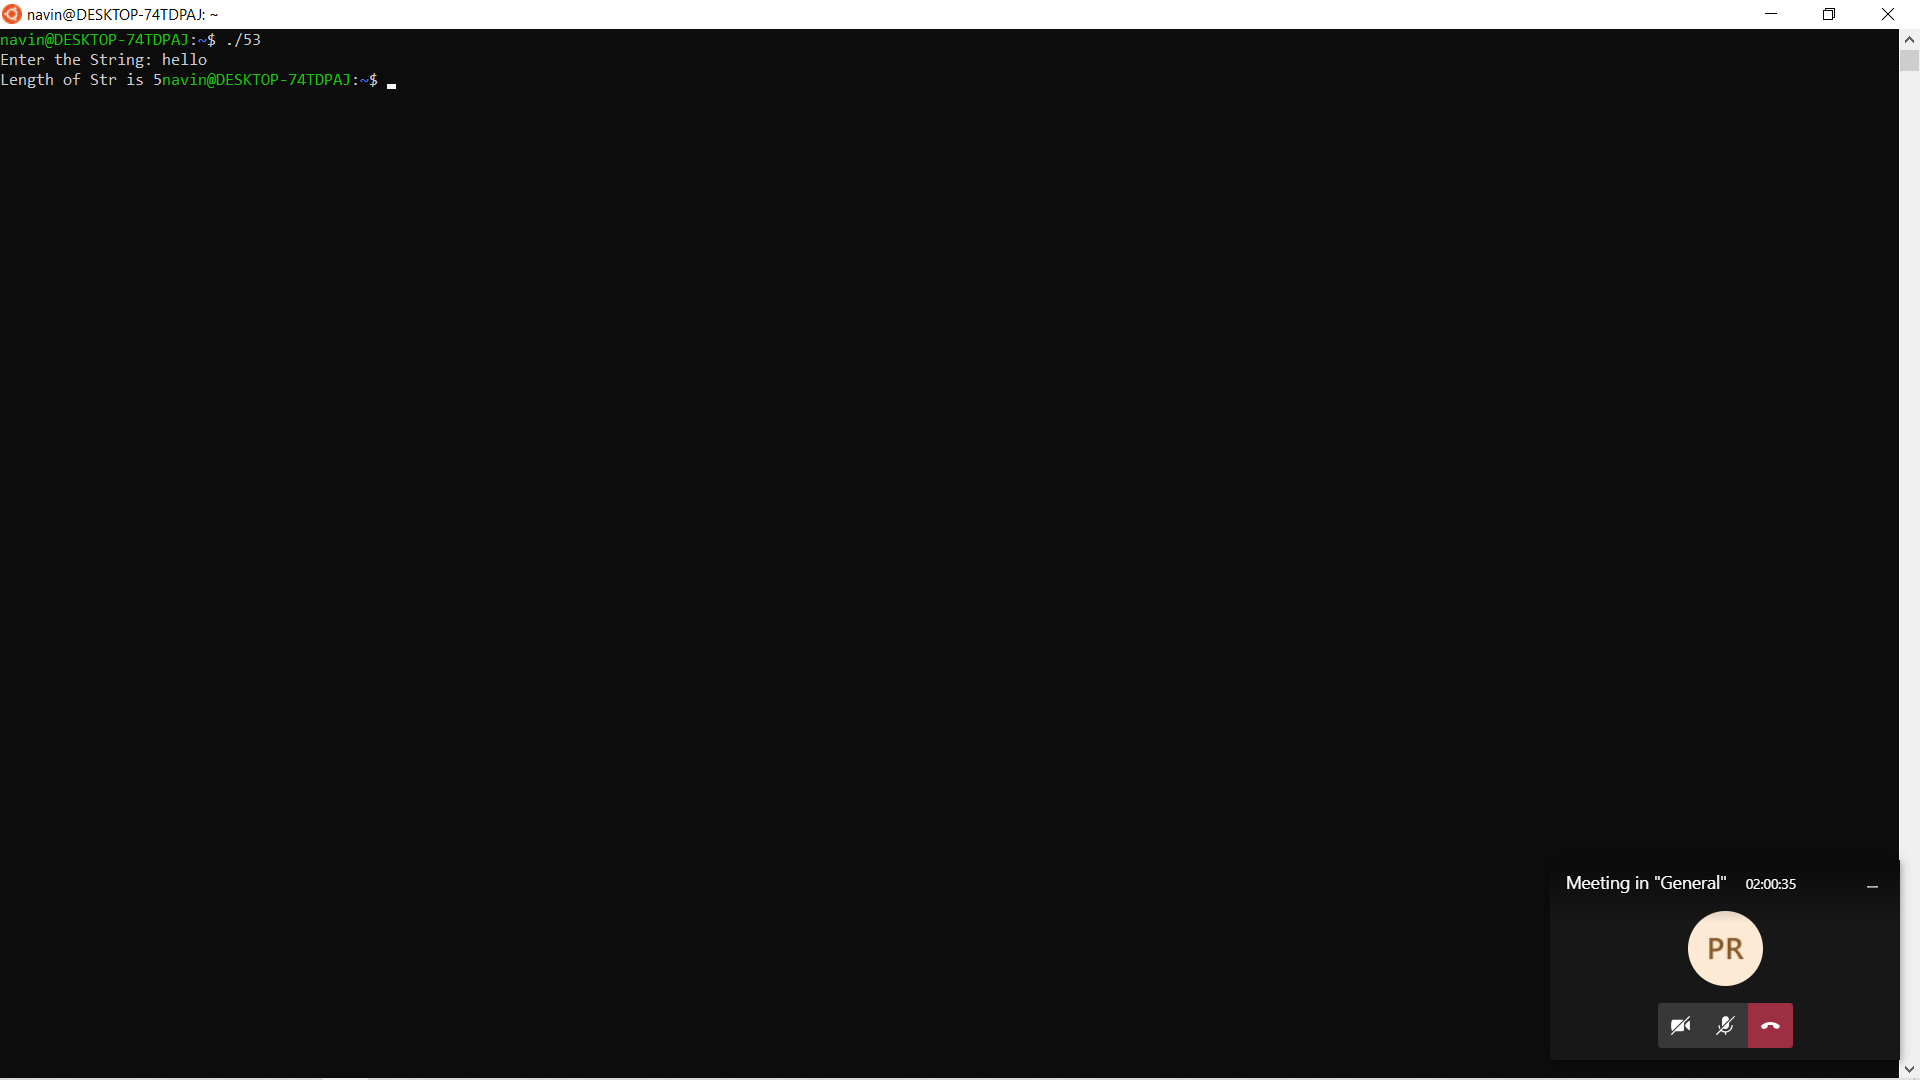 navin@DESKTOP-74TDPAJ: ~
navin@DESKTOP-74TDPAJ:~$ ./53
Enter the String: hello
Length of Str is 5navin@DESKTOP-74TDPAJ:~$
Meeting in "General" 02:00:35
PR